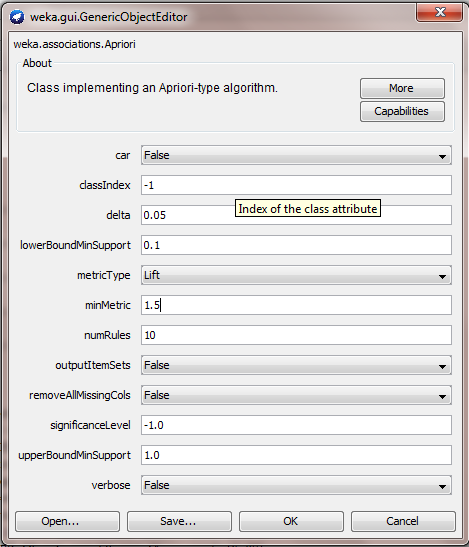 weka.gui.GenericObjectEditor
weka.associations.Apriori
About
Class implementing an Apriori-type algorithm.
More
Capabilities
car False
classIndex -1
Index of the class attribute
delta 0.05
lowerBoundMinSupport 0.1
metricType Lift
minMetric 1.5
numRules 10
outputItemSets False
removeAllMissingCols False
significanceLevel -1.0
upperBoundMinSupport 1.0
verbose False
Open... Save... OK Cancel